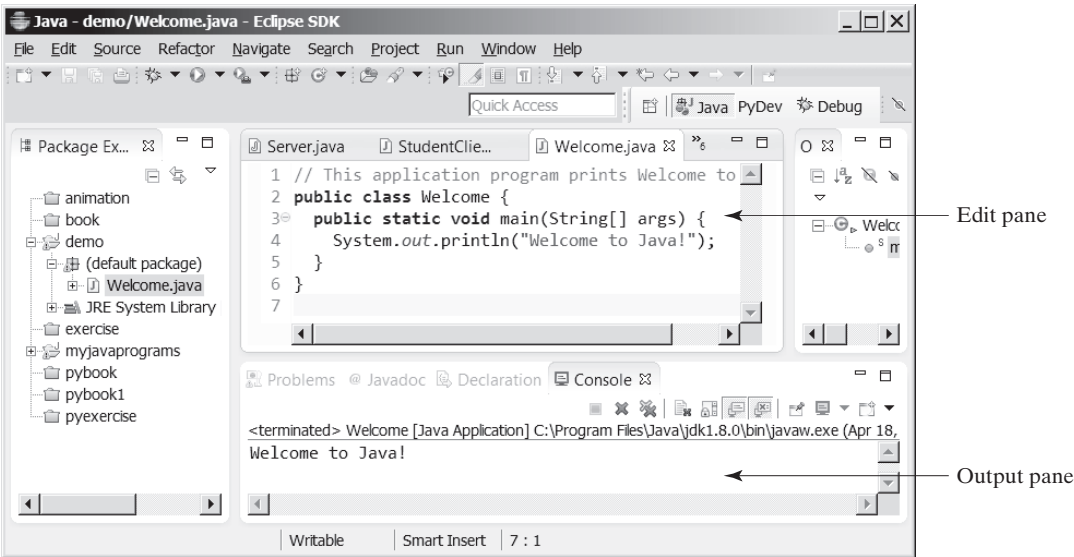 Java - demo/Welcome.java - Eclipse SDK
File Edit Source Refactor Navigate Search Project Run Window Help
Quick Access
Java PyDev Debug
Package Ex...
animation
book
demo
(default package)
Welcome.java
JRE System Library
exercise
myjavaprograms
pybook
pybook1
pyexercise
Server.java StudentClie... Welcome.java »6
1 // This application program prints Welcome to
2 public class Welcome {
3 public static void main(String[] args) {
4 System.out.println("Welcome to Java!");
5 }
6 }
7
O
Welcc
S m
Edit pane
Problems @ Javadoc Declaration Console
<terminated> Welcome [Java Application] C:\Program Files\Java\jdk1.8.0\bin\javaw.exe (Apr 18,
Welcome to Java!
Output pane
Writable Smart Insert 7 : 1